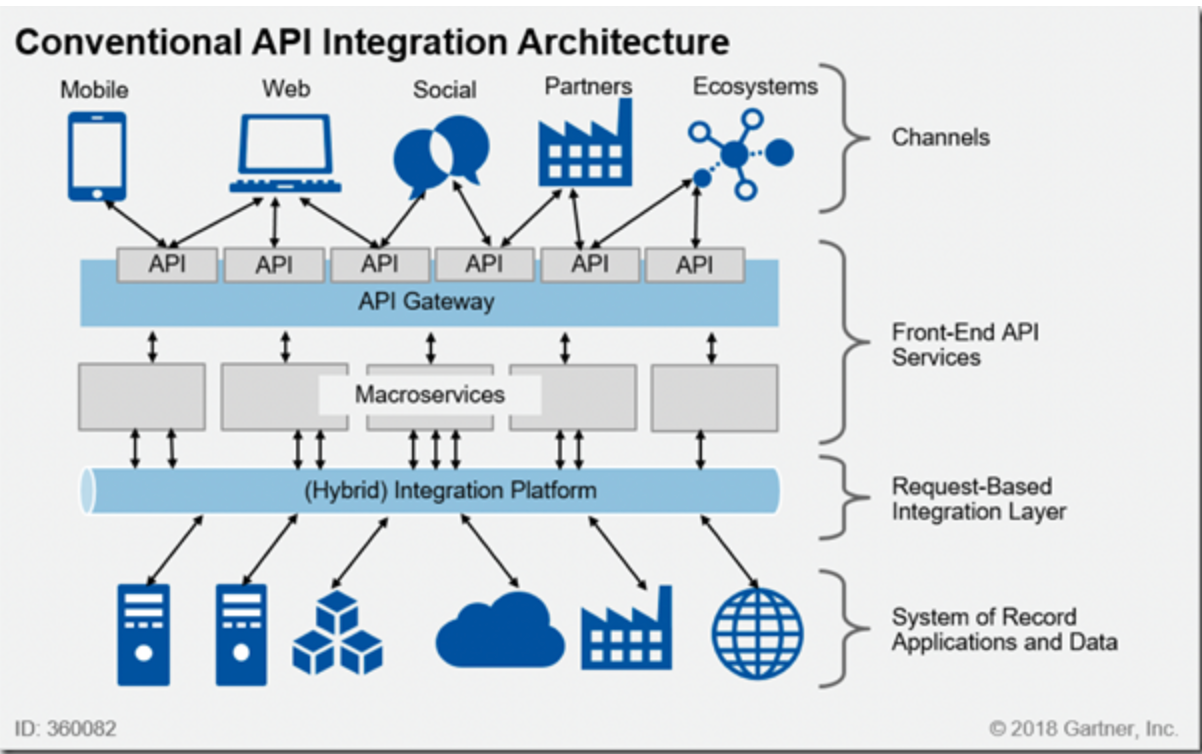 Conventional API Integration Architecture
Mobile
Web
Social
Partners
Ecosystems
Channels
API
API
API
API
API
API
API Gateway
Front-End API
Services
Macroservices
(Hybrid) Integration Platform
Request-Based
Integration Layer
System of Record
Applications and Data
ID: 360082
© 2018 Gartner, Inc.